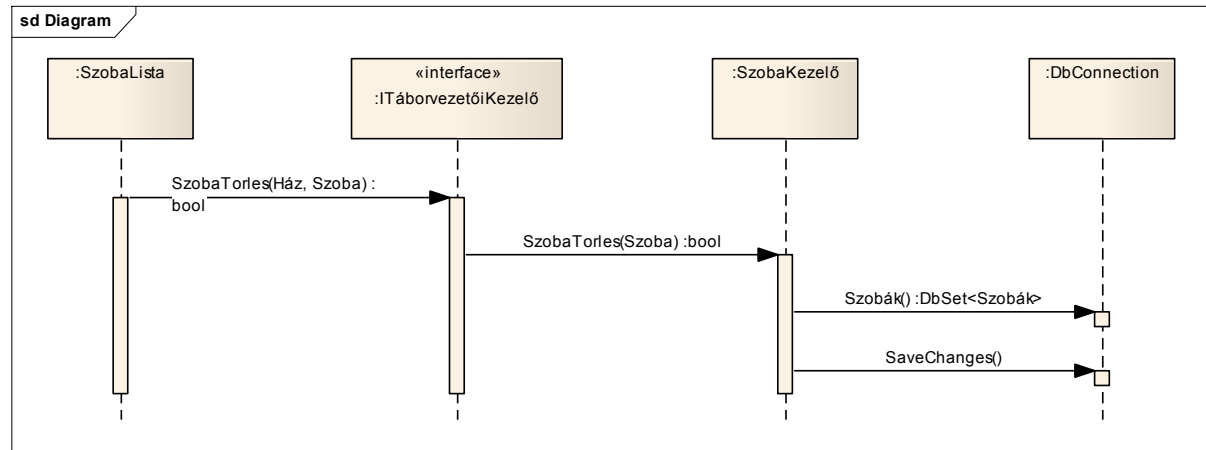 sd Diagram
:SzobaLista
«interface»
:ITáborvezetőiKezelő
:SzobaKezelő
:DbConnection
SzobaTorles(Ház, Szoba) :
bool
SzobaTorles(Szoba) :bool
Szobák() :DbSet<Szobák>
SaveChanges()